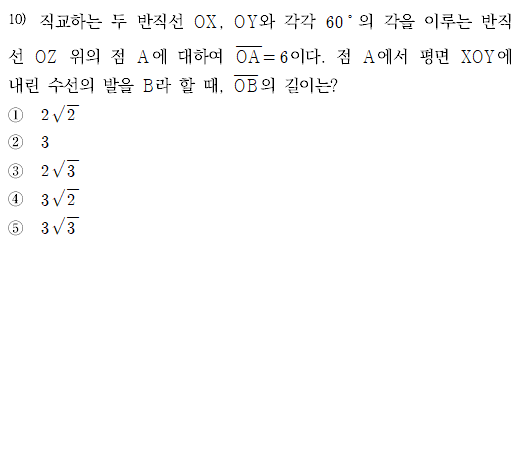 10) 직교하는 두 반직선 OX, OY와 각각 60°의 각을 이루는 반직
선 OZ 위의 점 A에 대하여 $\overline{OA}=6$이다. 점 A에서 평면 XOY에
내린 수선의 발을 B라 할 때, $\overline{OB}$의 길이는?
① $2\sqrt{2}$
② 3
③ $2\sqrt{3}$
④ $3\sqrt{2}$
⑤ $3\sqrt{3}$